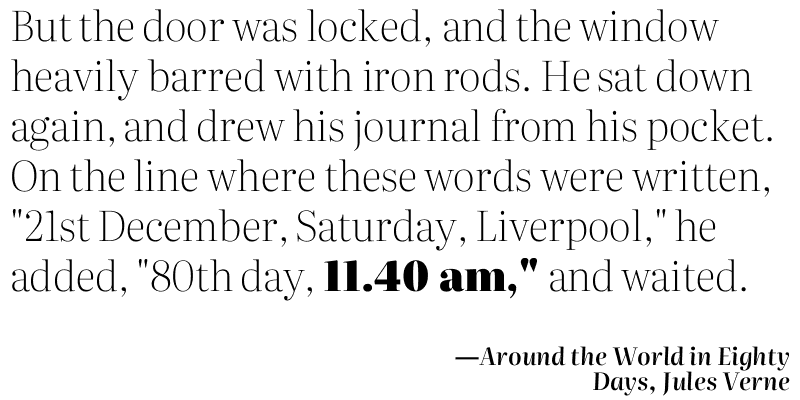 But the door was locked, and the window
heavily barred with iron rods. He sat down
again, and drew his journal from his pocket.
On the line where these words were written,
"21st December, Saturday, Liverpool," he
added, "80th day, 11.40 am," and waited.
—Around the World in Eighty
Days, Jules Verne